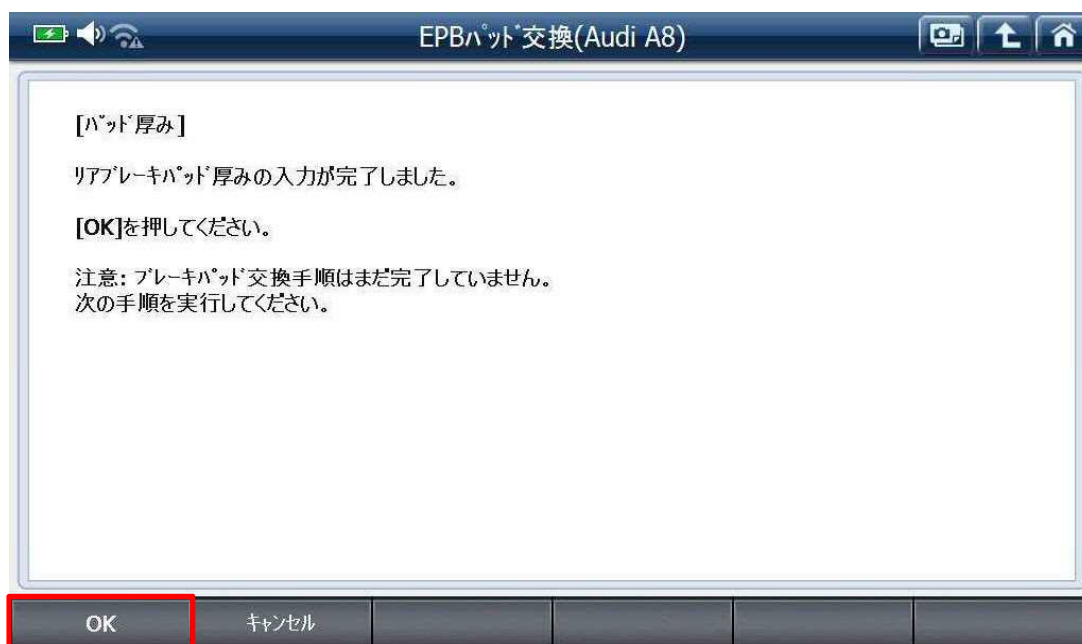 EPBﾊﾟｯﾄﾞ交換(Audi A8)
[ﾊﾟｯﾄﾞ厚み]
ﾘｱﾌﾞﾚｰｷﾊﾟｯﾄﾞ厚みの入力が完了しました。
[OK]を押してください。
注意: ﾌﾞﾚｰｷﾊﾟｯﾄﾞ交換手順はまだ完了していません。
次の手順を実行してください。
OK ｷｬﾝｾﾙ